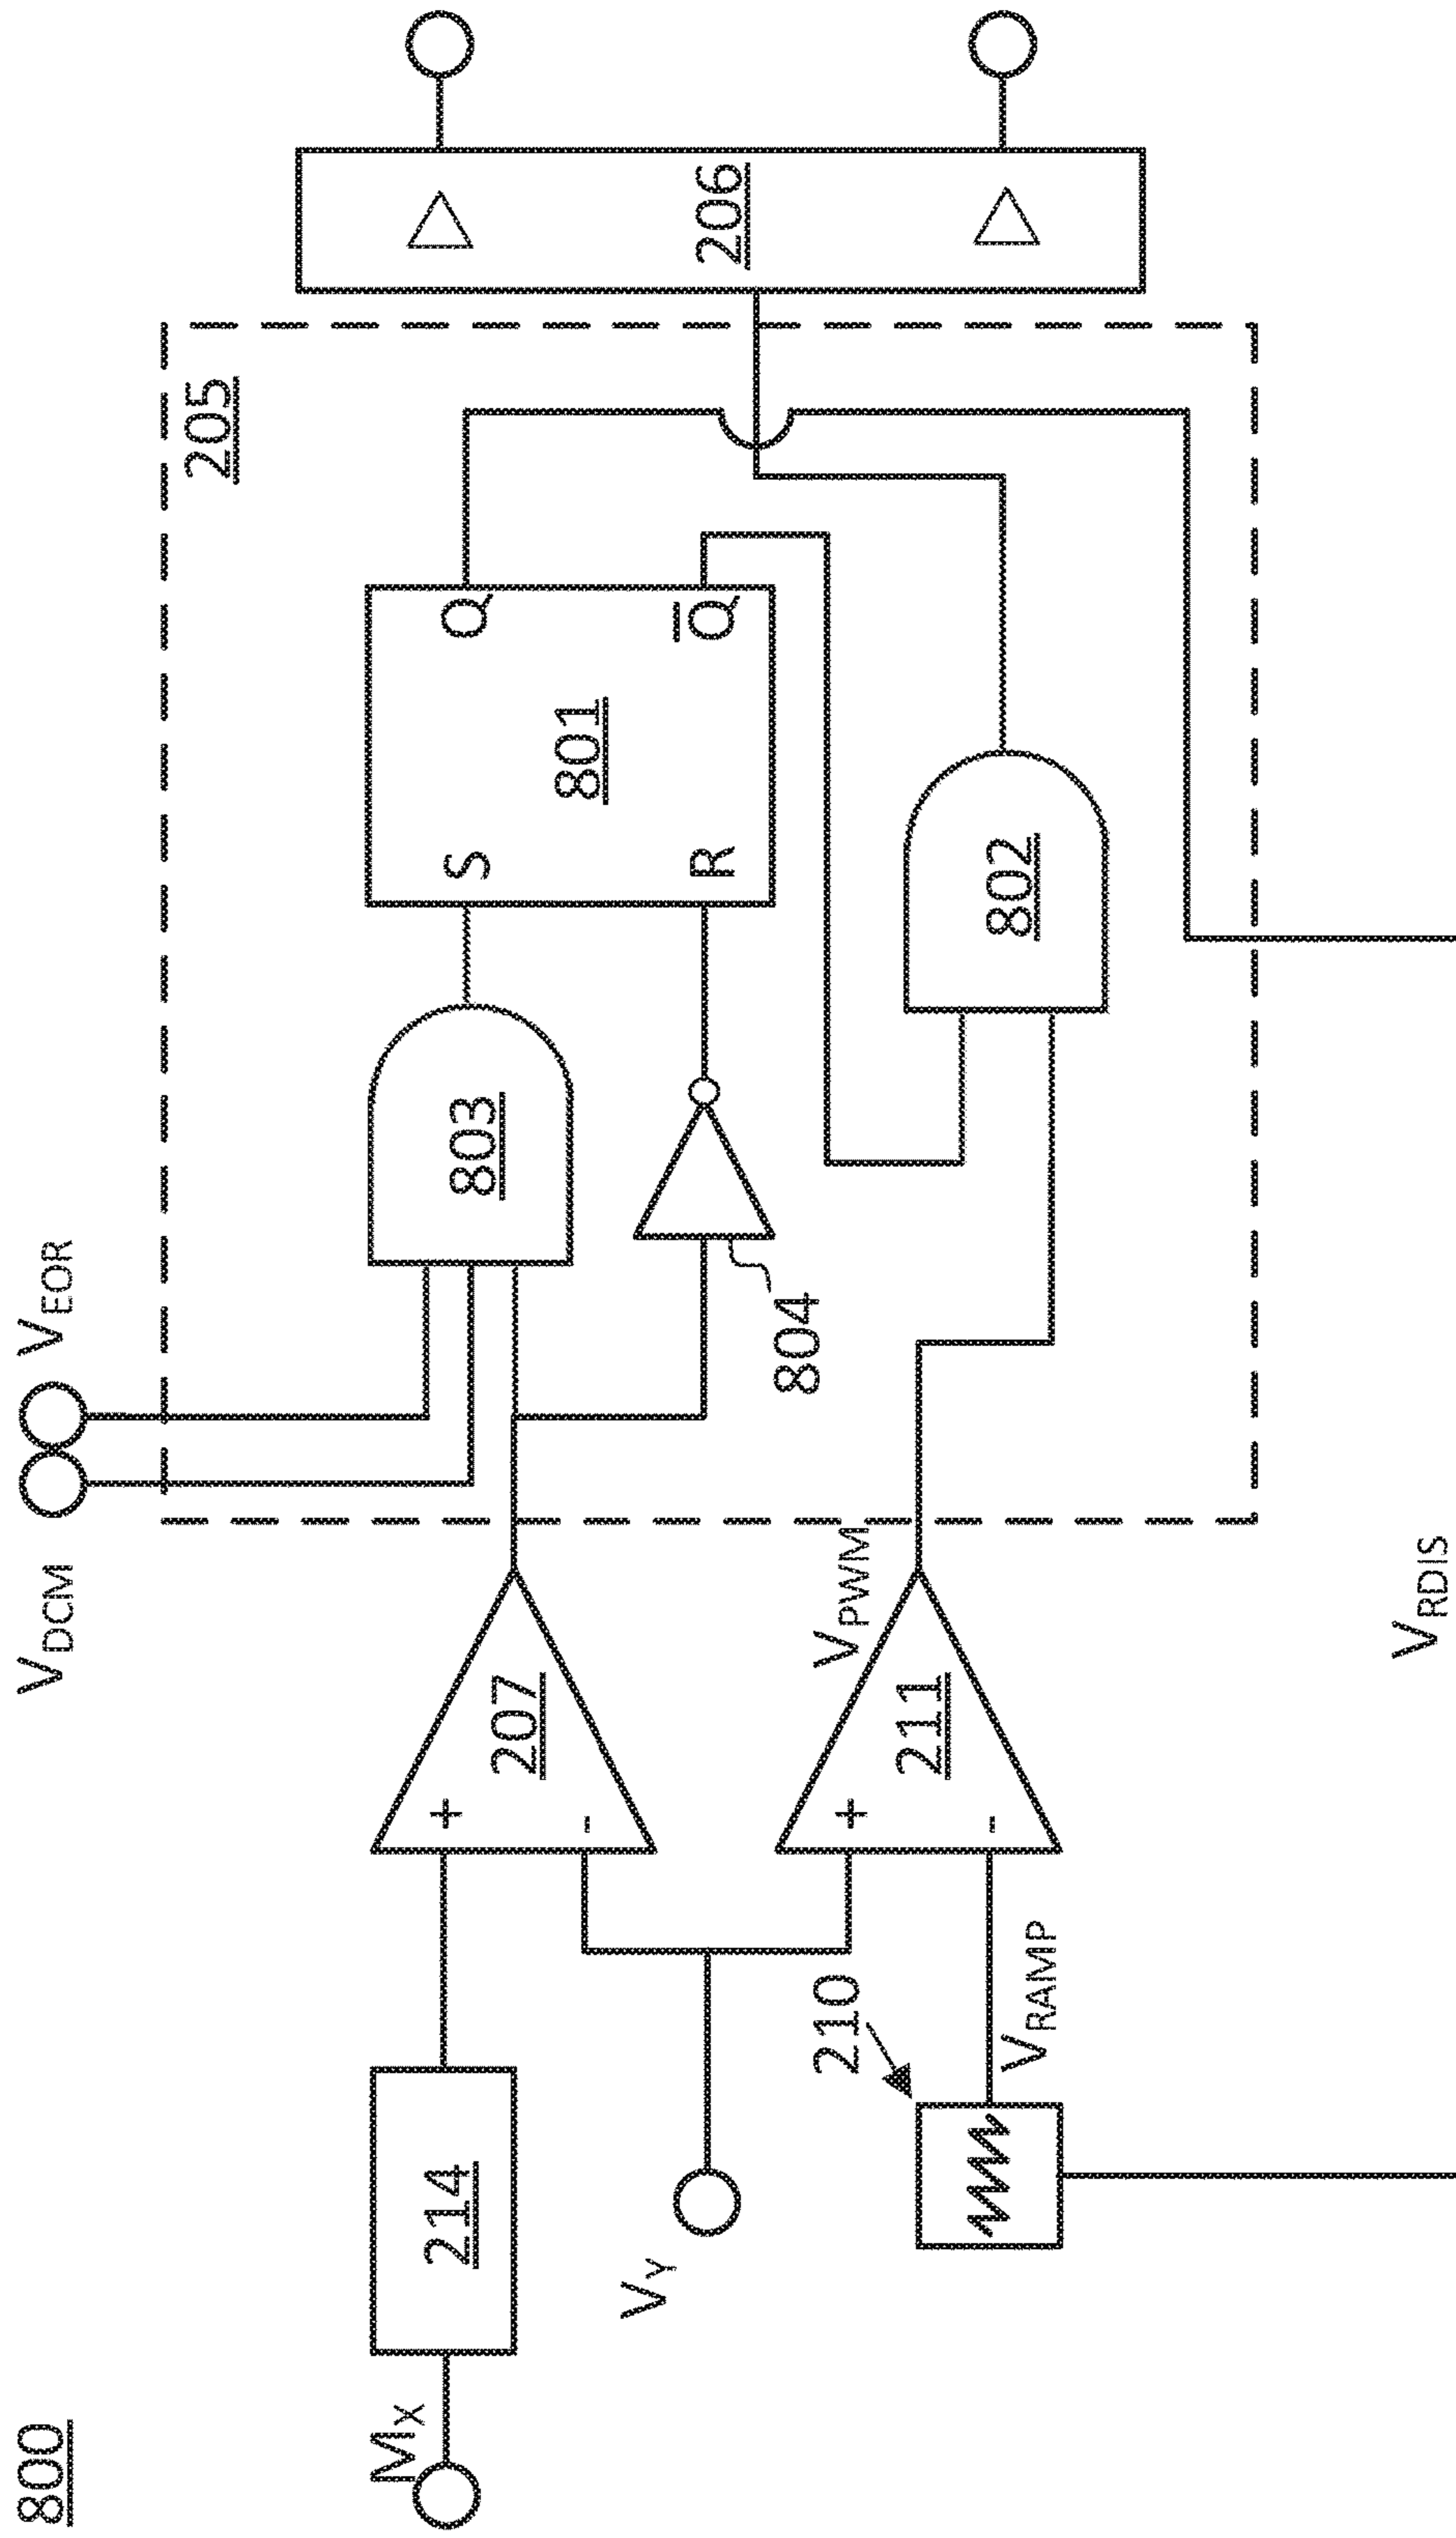 800
V_DCM
V_EOR
205
M_X
214
+
-
207
803
S
R
Q
Q̅
801
804
206
V_Y
210
V_RAMP
+
-
211
V_PWM
802
V_RDIS